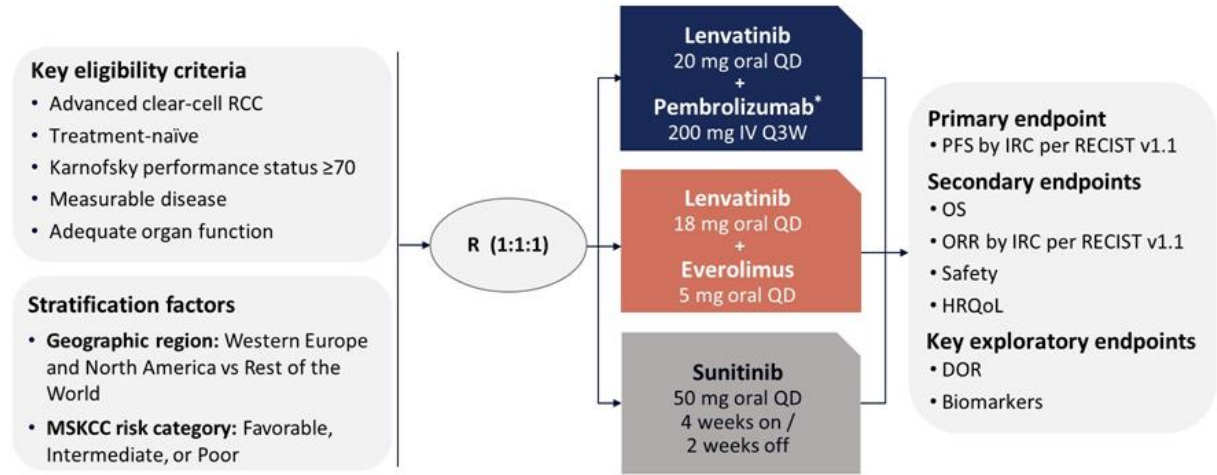 Key eligibility criteria
• Advanced clear-cell RCC
• Treatment-naïve
• Karnofsky performance status ≥70
• Measurable disease
• Adequate organ function
Stratification factors
• Geographic region: Western Europe
and North America vs Rest of the
World
• MSKCC risk category: Favorable,
Intermediate, or Poor
R (1:1:1)
Lenvatinib
20 mg oral QD
+
Pembrolizumab*
200 mg IV Q3W
Lenvatinib
18 mg oral QD
+
Everolimus
5 mg oral QD
Sunitinib
50 mg oral QD
4 weeks on /
2 weeks off
Primary endpoint
• PFS by IRC per RECIST v1.1
Secondary endpoints
• OS
• ORR by IRC per RECIST v1.1
• Safety
• HRQoL
Key exploratory endpoints
• DOR
• Biomarkers